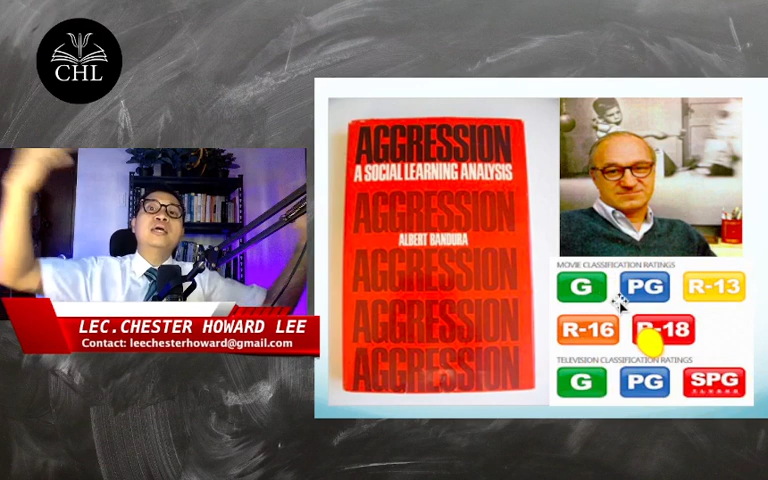 CHL
LEC.CHESTER HOWARD LEE
Contact: leechesterhoward@gmail.com
AGGRESSION
A SOCIAL LEARNING ANALYSIS
AGGRESSION
ALBERT BANDURA
AGGRESSION
AGGRESSION
AGGRESSION
MOVIE CLASSIFICATION RATINGS
G PG R-13
R-16 R-18
TELEVISION CLASSIFICATION RATINGS
G PG SPG